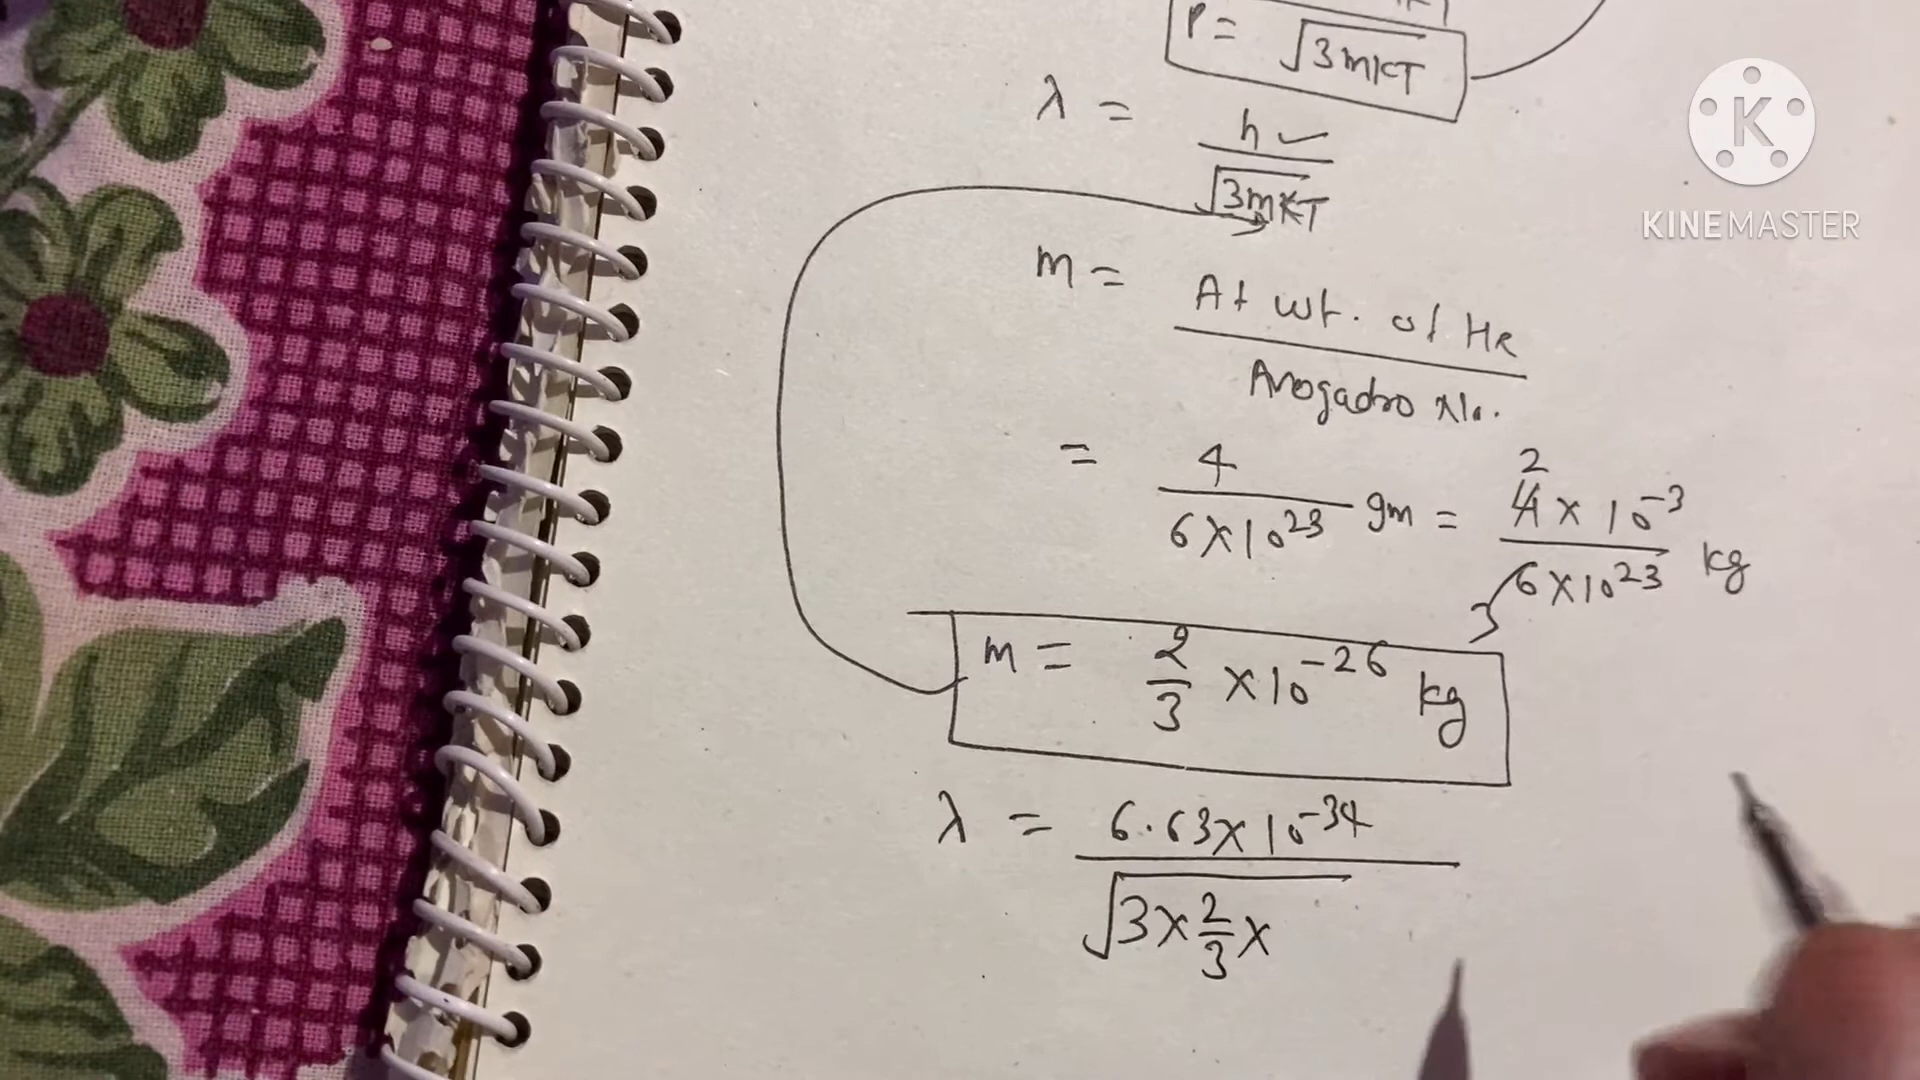 P = √3mKT
λ = h ✓ / √3mKT
K
KINEMASTER
m = At wt. of He / Avogadro No.
= 4 / 6×10²³ gm = 2 4×10⁻³ / 3 6×10²³ kg
m = 2/3 ×10⁻²⁶ kg
λ = 6.63×10⁻³⁴ / √3×2/3×